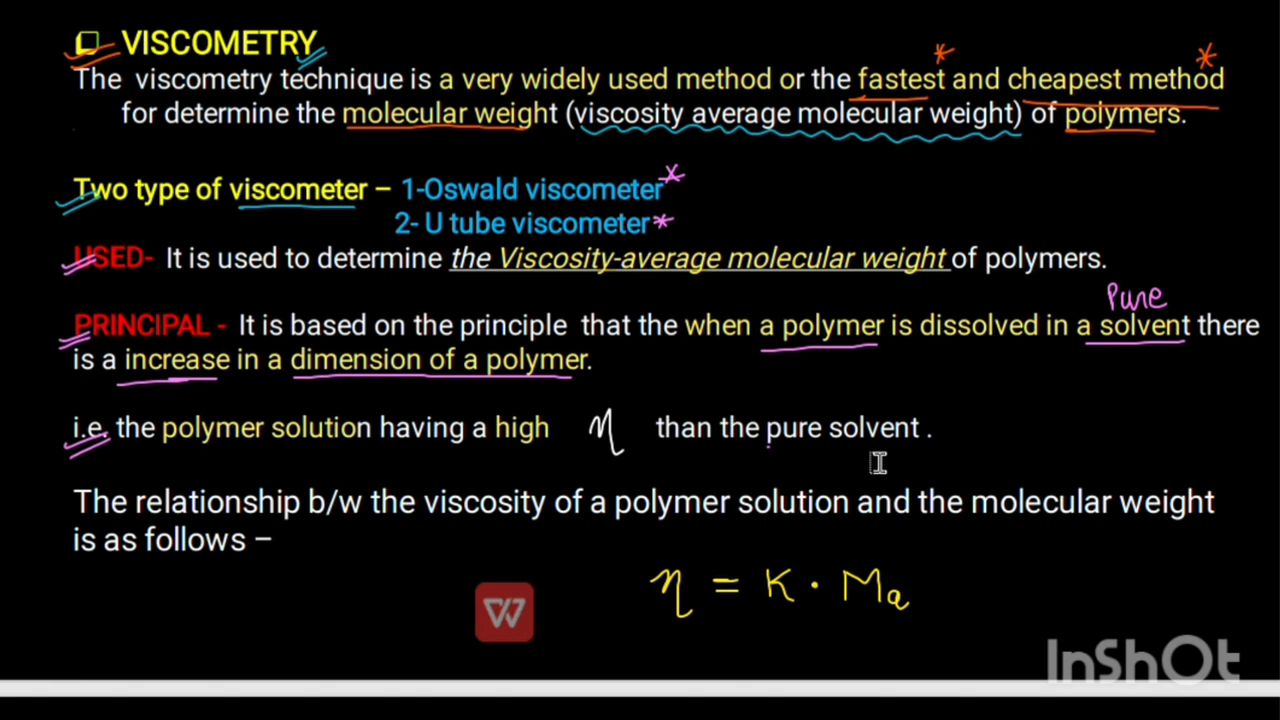 VISCOMETRY
The viscometry technique is a very widely used method or the fastest and cheapest method
for determine the molecular weight (viscosity average molecular weight) of polymers.
Two type of viscometer – 1-Oswald viscometer
2- U tube viscometer
USED- It is used to determine the Viscosity-average molecular weight of polymers.
Pure
PRINCIPAL - It is based on the principle that the when a polymer is dissolved in a solvent there
is a increase in a dimension of a polymer.
i.e. the polymer solution having a high η than the pure solvent .
The relationship b/w the viscosity of a polymer solution and the molecular weight
is as follows –
η = K · Ma
W
InShOt